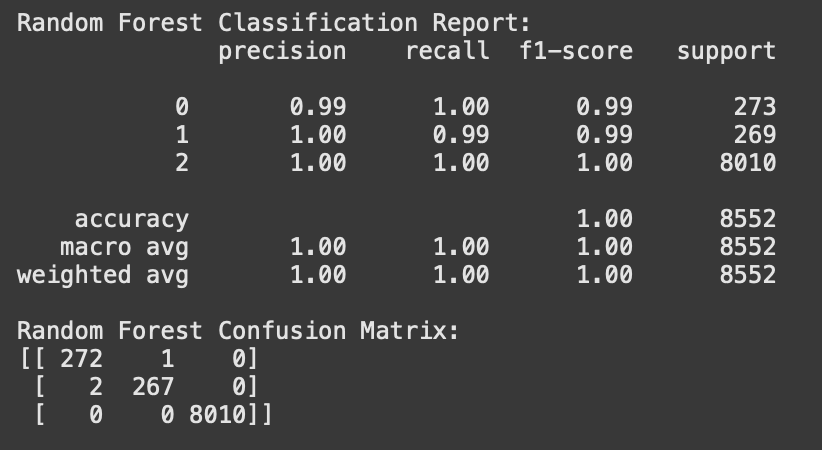 Random Forest Classification Report:
              precision    recall  f1-score   support

           0       0.99      1.00      0.99       273
           1       1.00      0.99      0.99       269
           2       1.00      1.00      1.00      8010

    accuracy                           1.00      8552
   macro avg       1.00      1.00      1.00      8552
weighted avg       1.00      1.00      1.00      8552

Random Forest Confusion Matrix:
[[ 272    1    0]
 [   2  267    0]
 [   0    0 8010]]